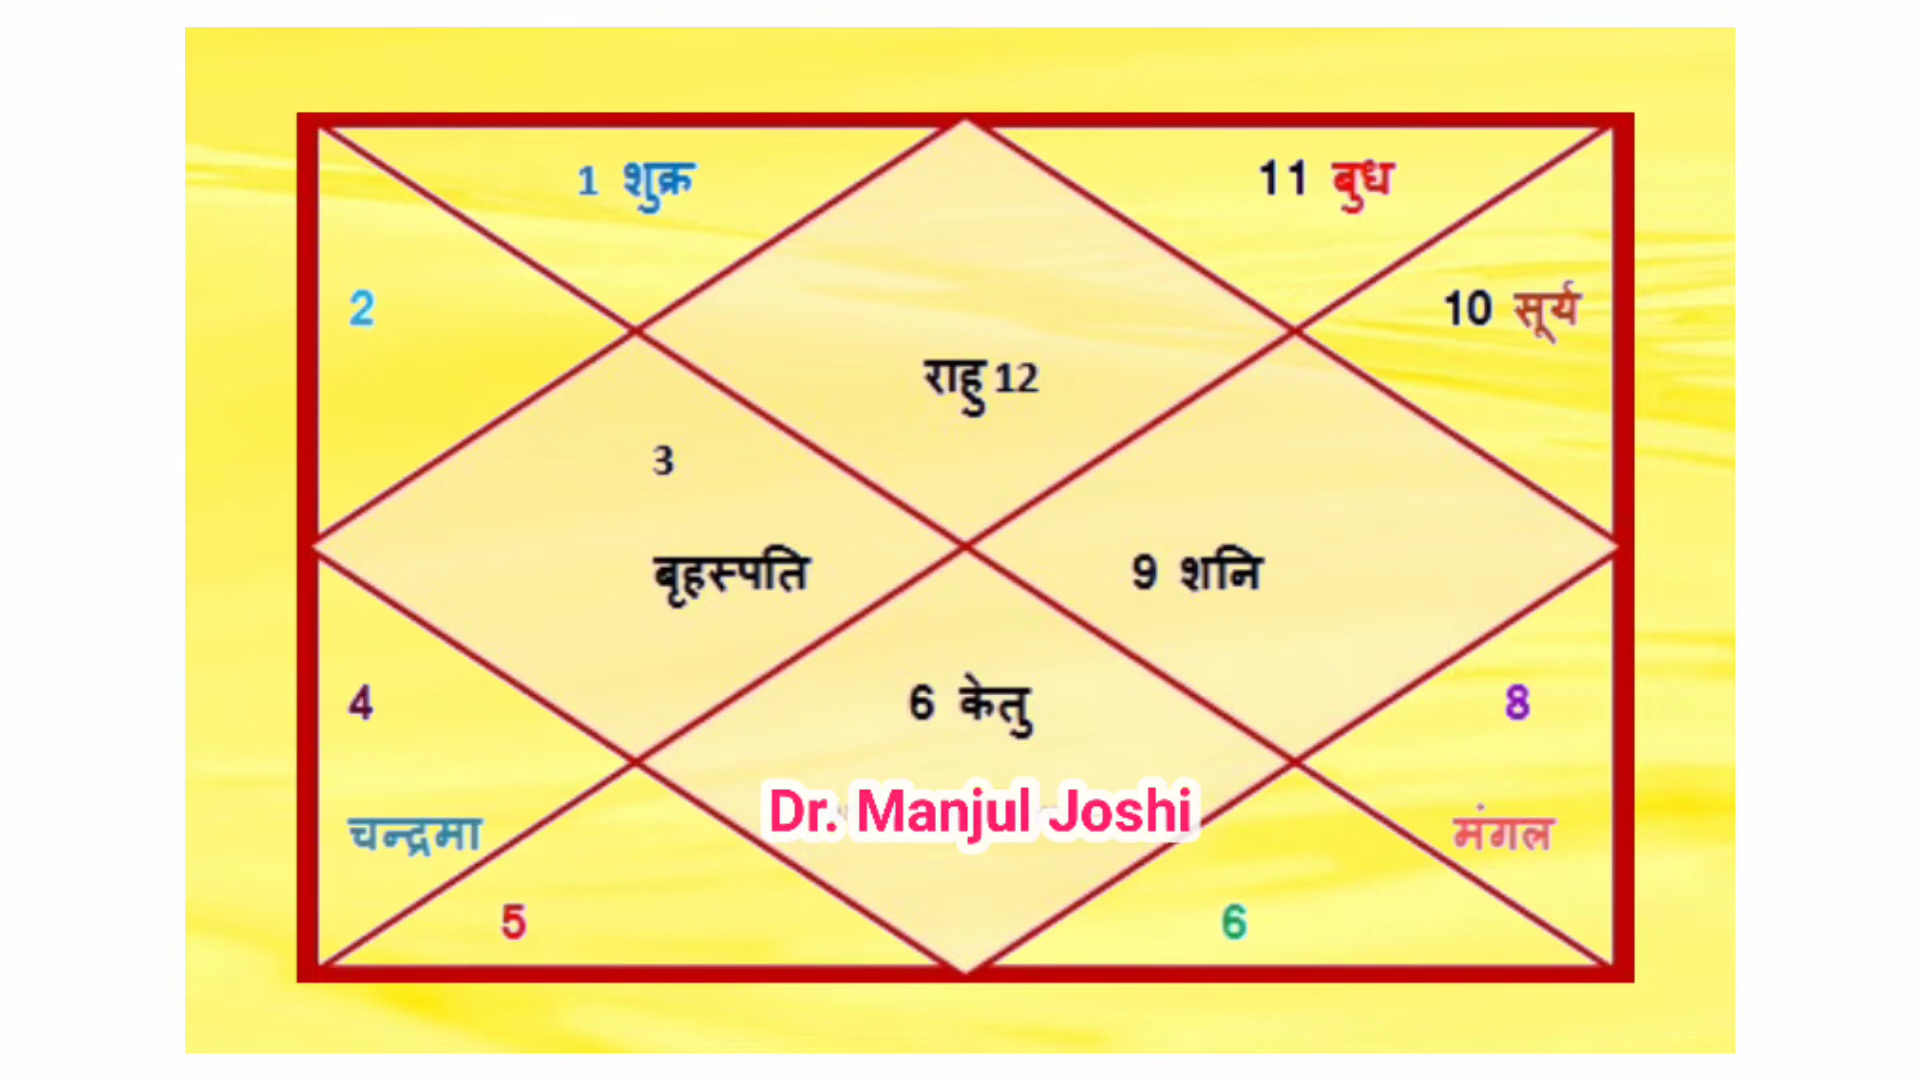 1 शुक्र
11 बुध
2
10 सूर्य
राहु 12
3
बृहस्पति
9 शनि
4
6 केतु
8
Dr. Manjul Joshi
चन्द्रमा
मंगल
5
6